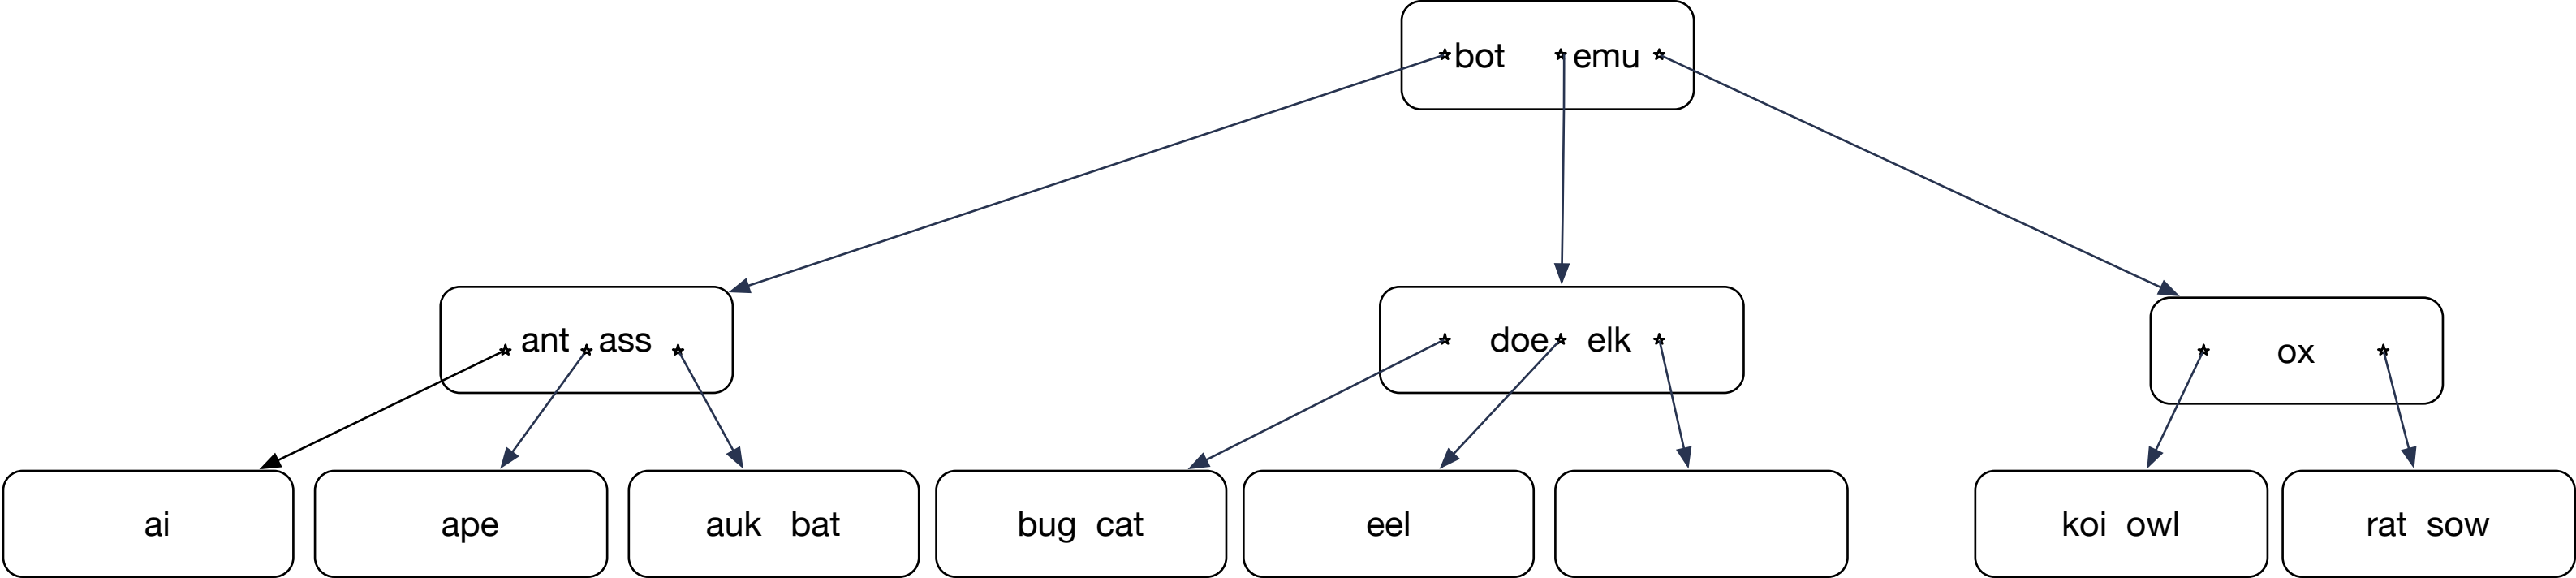 bot emu
ant ass
doe elk
ox
ai
ape
auk bat
bug cat
eel
koi owl
rat sow